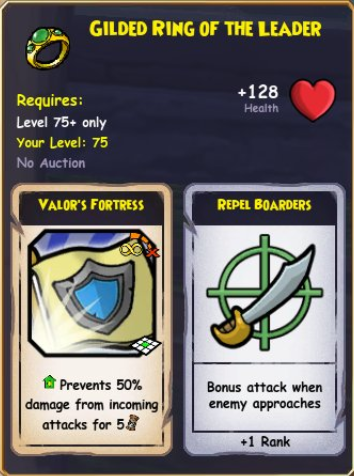 GILDED RING OF THE LEADER
+128
Health
Requires:
Level 75+ only
Your Level: 75
No Auction
VALOR'S FORTRESS
Prevents 50%
damage from incoming
attacks for 5
REPEL BOARDERS
Bonus attack when
enemy approaches
+1 Rank